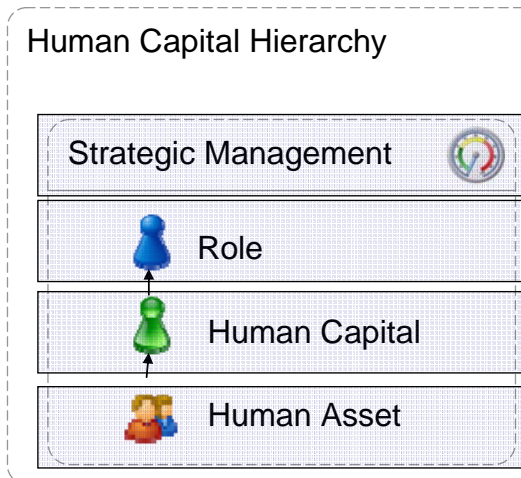 Human Capital Hierarchy
Strategic Management
Role
Human Capital
Human Asset